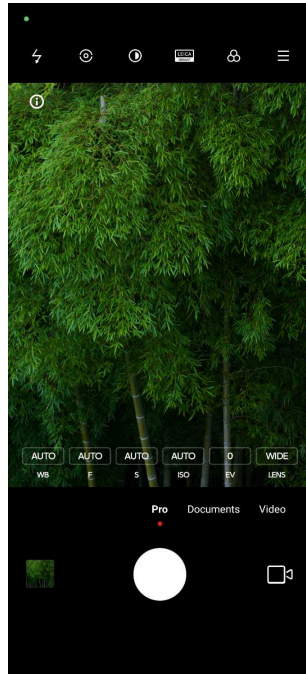 LEICA
AUTO AUTO AUTO AUTO 0 WIDE
WB F S ISO EV LENS
Pro Documents Video